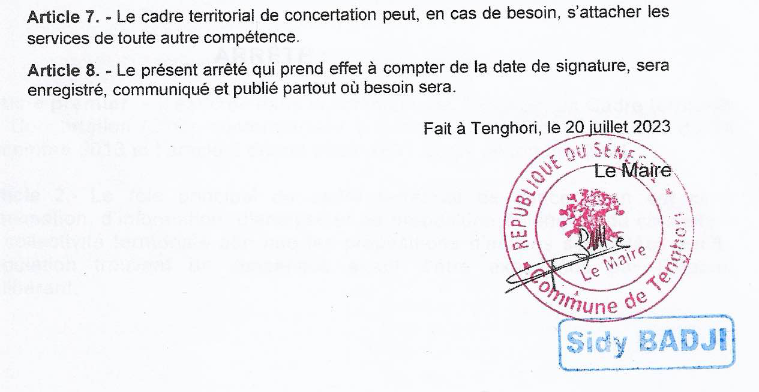 Article 7. - Le cadre territorial de concertation peut, en cas de besoin, s'attacher les
services de toute autre compétence.
Article 8. - Le présent arrêté qui prend effet à compter de la date de signature, sera
enregistré, communiqué et publié partout où besoin sera.
Fait à Tenghori, le 20 juillet 2023
Le Maire
REPUBLIQUE DU SENEGAL
Le Maire
Commune de Tenghori
Sidy BADJI